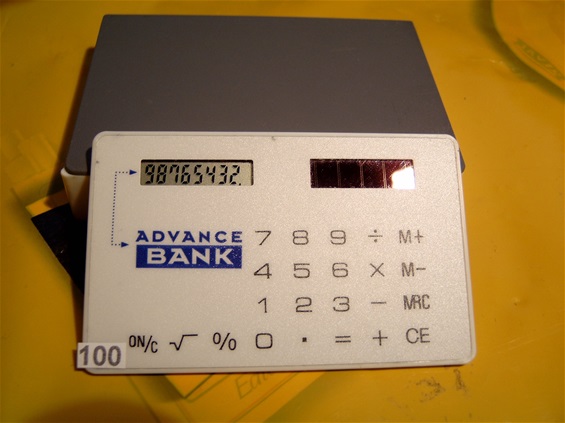 98765432.
ADVANCE
BANK
7 8 9 ÷ M+
4 5 6 × M−
1 2 3 − MRC
ON/C √ % 0 . = + CE
100